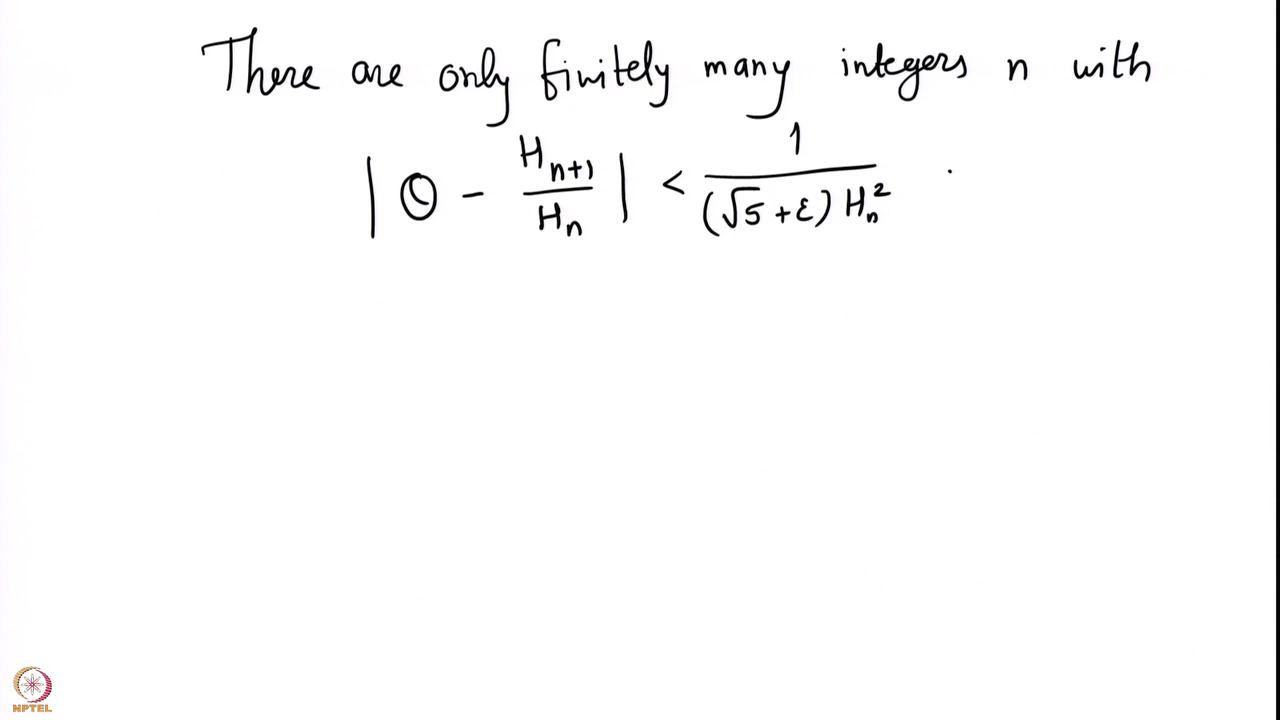 There are only finitely many integers n with
| θ - H_{n+1} / H_n | < 1 / (√5 + ε) H_n^2 .
NPTEL